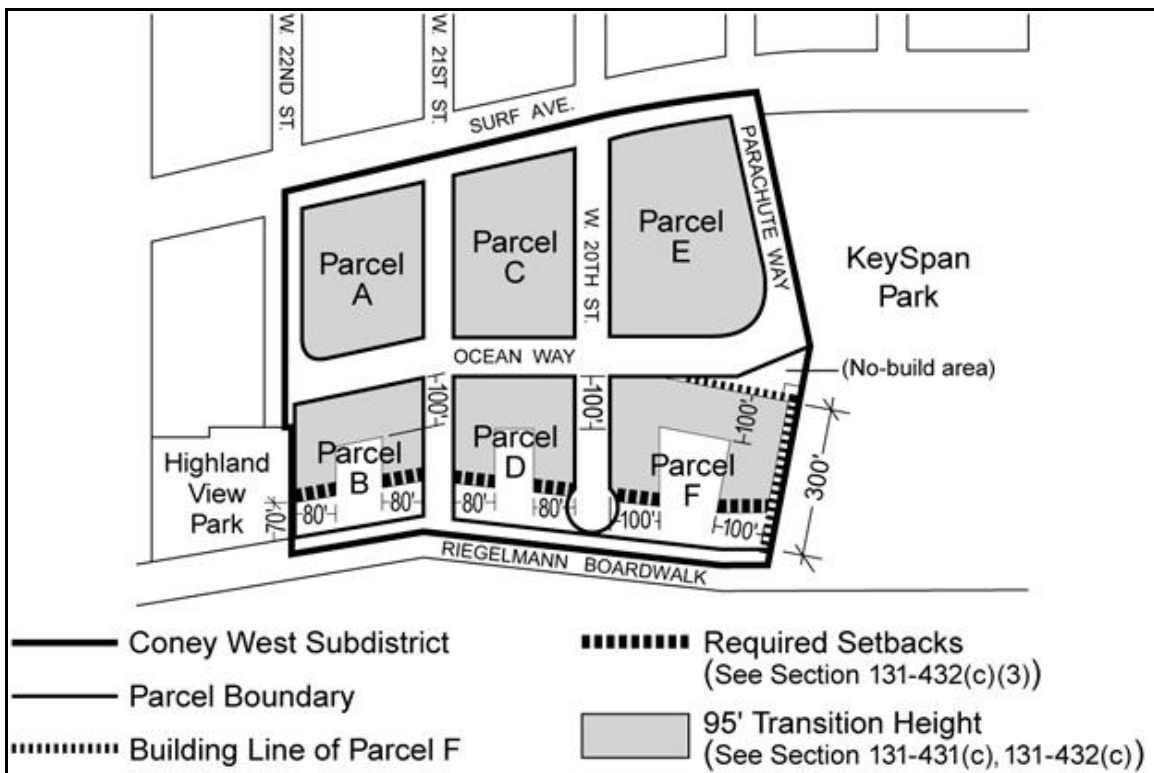 W. 22ND ST.
W. 21ST ST.
SURF AVE.
PARACHUTE WAY
Parcel
A
Parcel
C
W. 20TH ST.
Parcel
E
KeySpan
Park
OCEAN WAY
(No-build area)
100'
100'
100'
Highland
View
Park
Parcel
B
Parcel
D
Parcel
F
300'
70'
80'
80'
80'
80'
100'
100'
RIEGELMANN BOARDWALK
Coney West Subdistrict
Parcel Boundary
Building Line of Parcel F
Required Setbacks
(See Section 131-432(c)(3))
95' Transition Height
(See Section 131-431(c), 131-432(c))